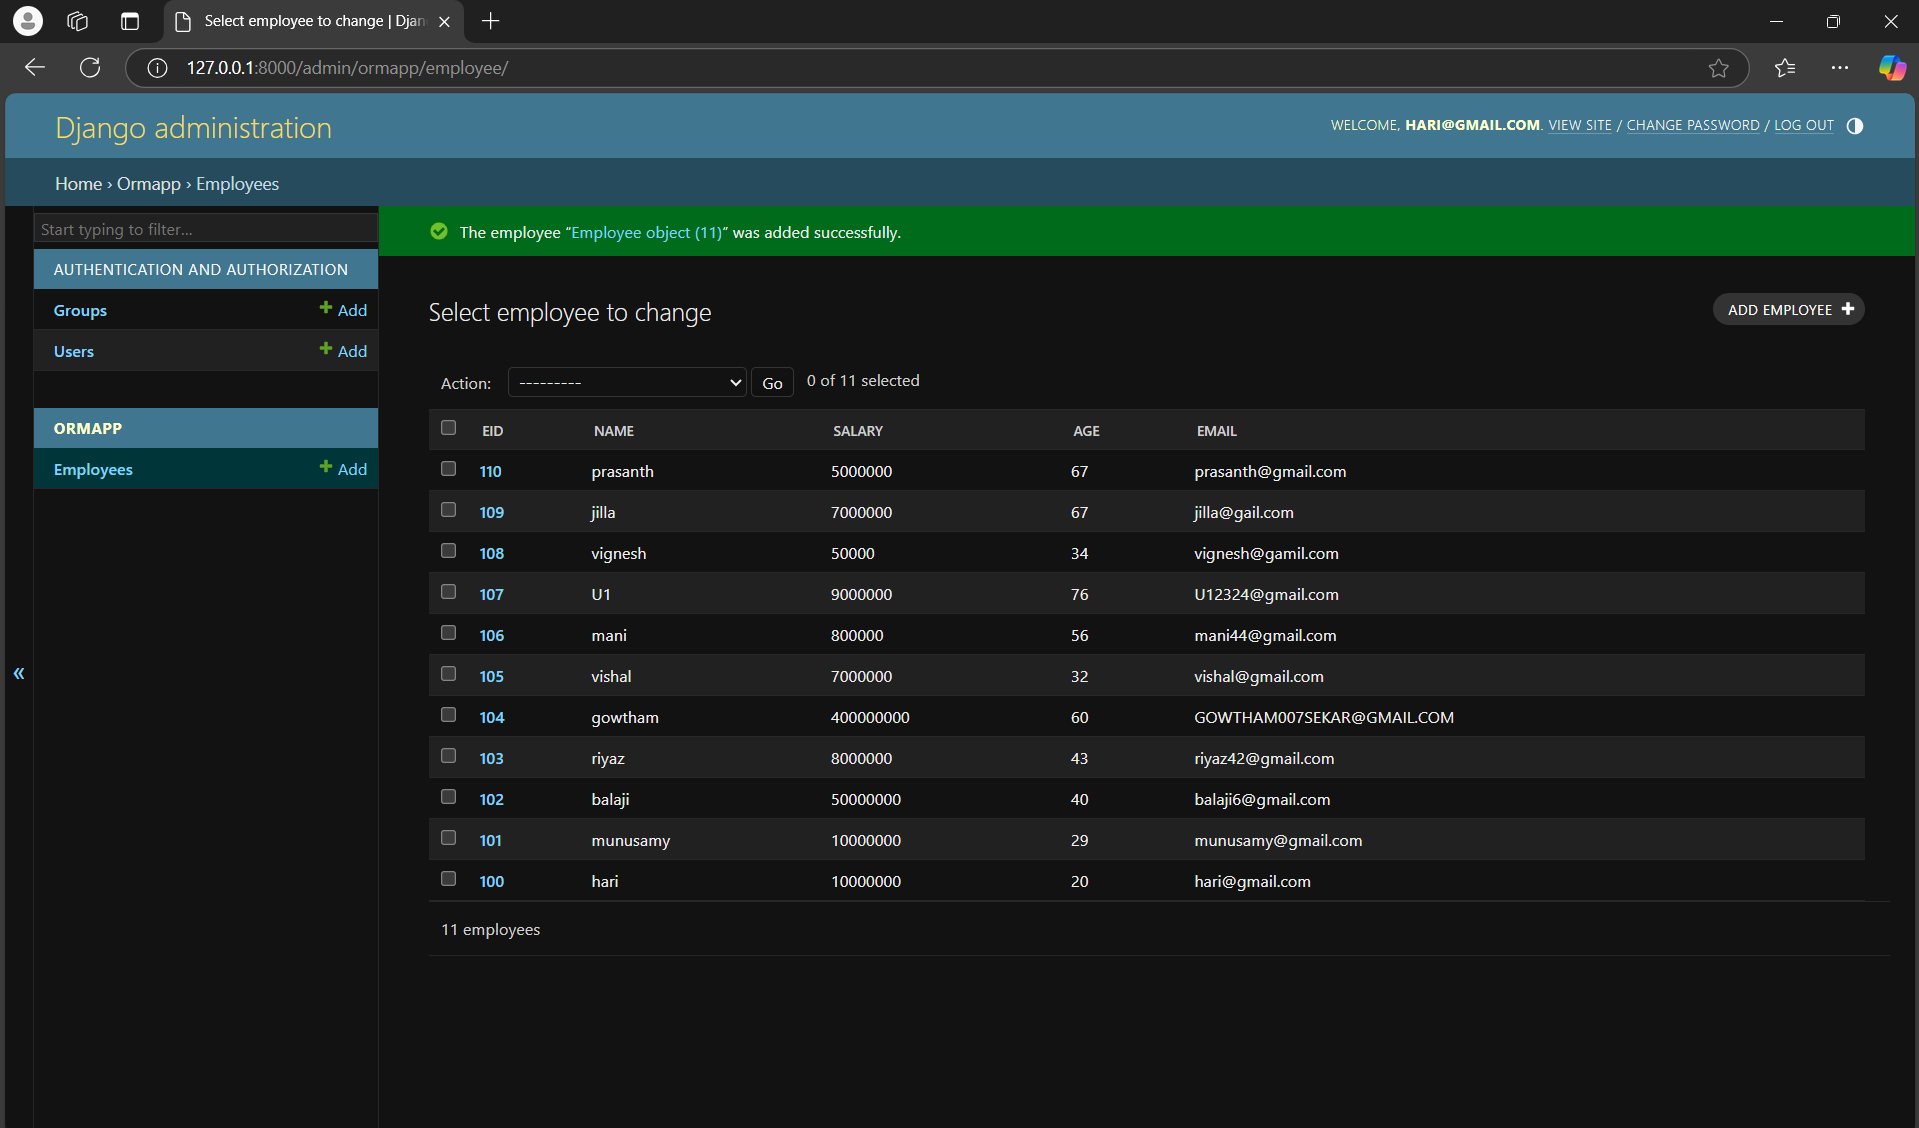 Select employee to change | Djan
127.0.0.1:8000/admin/ormapp/employee/
Django administration
WELCOME, HARI@GMAIL.COM. VIEW SITE / CHANGE PASSWORD / LOG OUT
Home › Ormapp › Employees
Start typing to filter...
The employee “Employee object (11)” was added successfully.
AUTHENTICATION AND AUTHORIZATION
Groups + Add
Users + Add
ORMAPP
Employees + Add
«
Select employee to change
ADD EMPLOYEE +
Action: --------- Go 0 of 11 selected
EID NAME SALARY AGE EMAIL
110 prasanth 5000000 67 prasanth@gmail.com
109 jilla 7000000 67 jilla@gail.com
108 vignesh 50000 34 vignesh@gamil.com
107 U1 9000000 76 U12324@gmail.com
106 mani 800000 56 mani44@gmail.com
105 vishal 7000000 32 vishal@gmail.com
104 gowtham 400000000 60 GOWTHAM007SEKAR@GMAIL.COM
103 riyaz 8000000 43 riyaz42@gmail.com
102 balaji 50000000 40 balaji6@gmail.com
101 munusamy 10000000 29 munusamy@gmail.com
100 hari 10000000 20 hari@gmail.com
11 employees